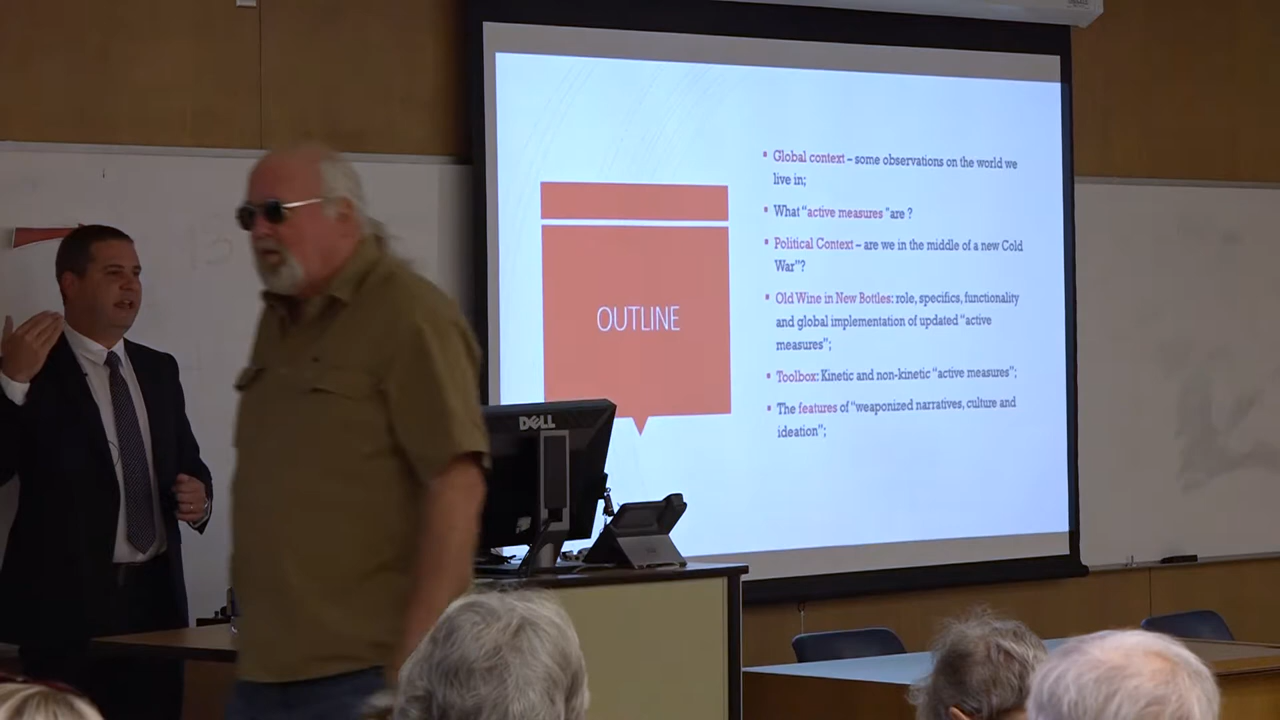 OUTLINE
Global context – some observations on the world we
live in;
What “active measures ”are ?
Political Context – are we in the middle of a new Cold
War”?
Old Wine in New Bottles: role, specifics, functionality
and global implementation of updated “active
measures”;
Toolbox: Kinetic and non-kinetic “active measures”;
The features of “weaponized narratives, culture and
ideation”;
DELL